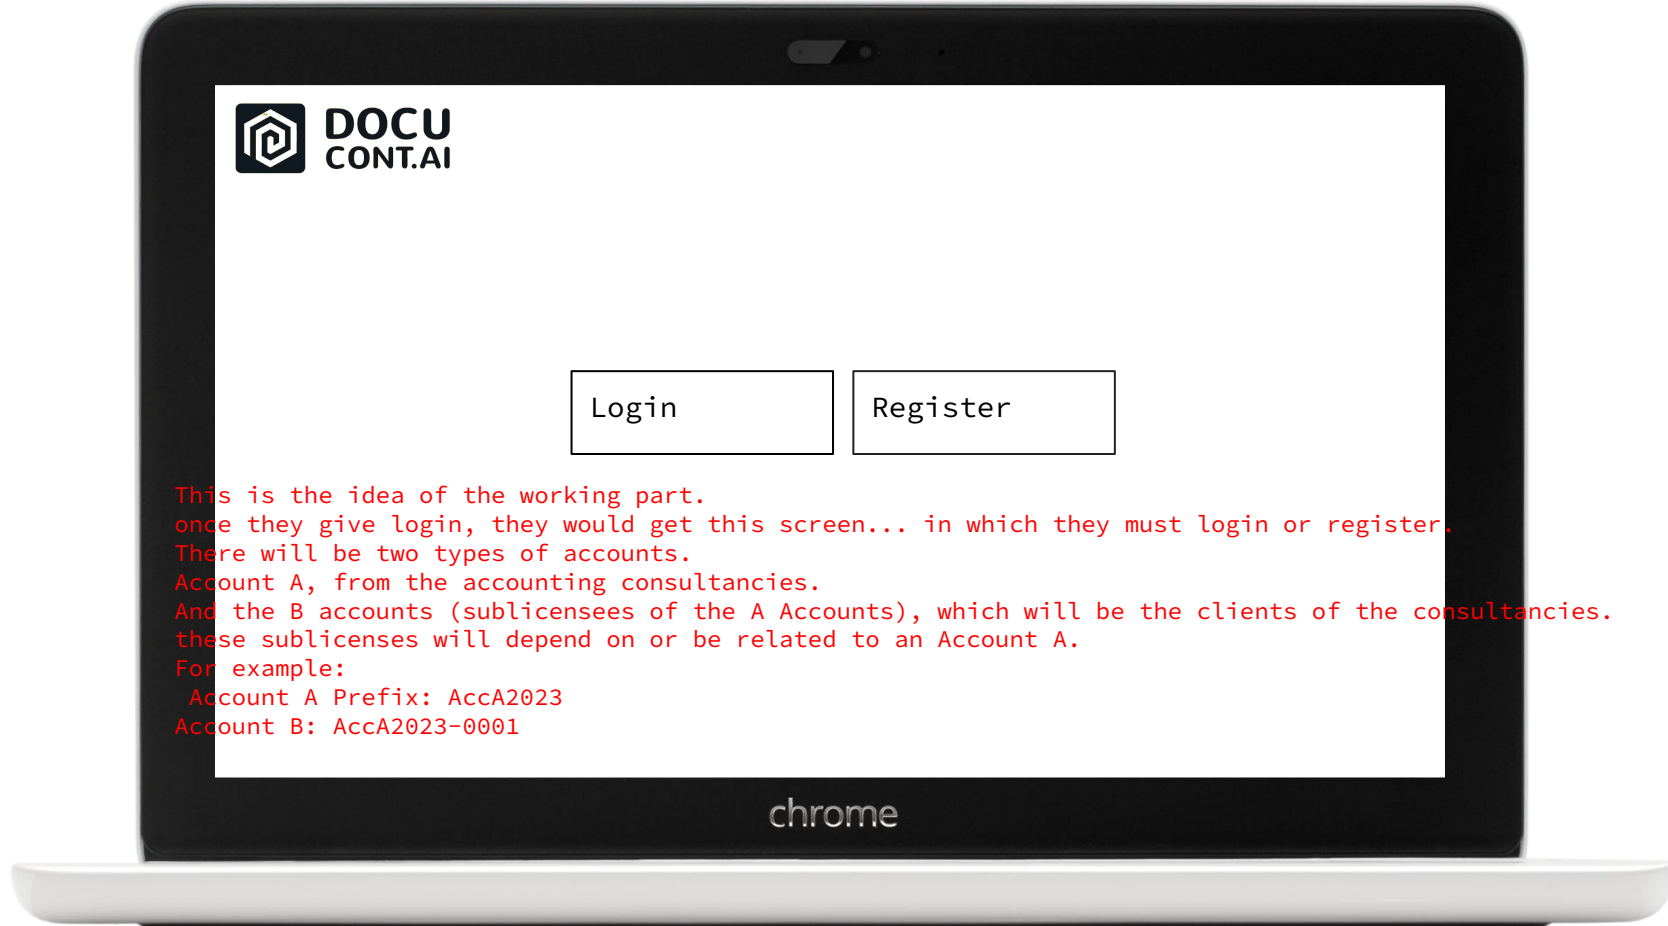 DOCU
CONT.AI
Login
Register
This is the idea of the working part.
once they give login, they would get this screen... in which they must login or register.
There will be two types of accounts.
Account A, from the accounting consultancies.
And the B accounts (sublicensees of the A Accounts), which will be the clients of the consultancies.
these sublicenses will depend on or be related to an Account A.
For example:
Account A Prefix: AccA2023
Account B: AccA2023-0001
chrome